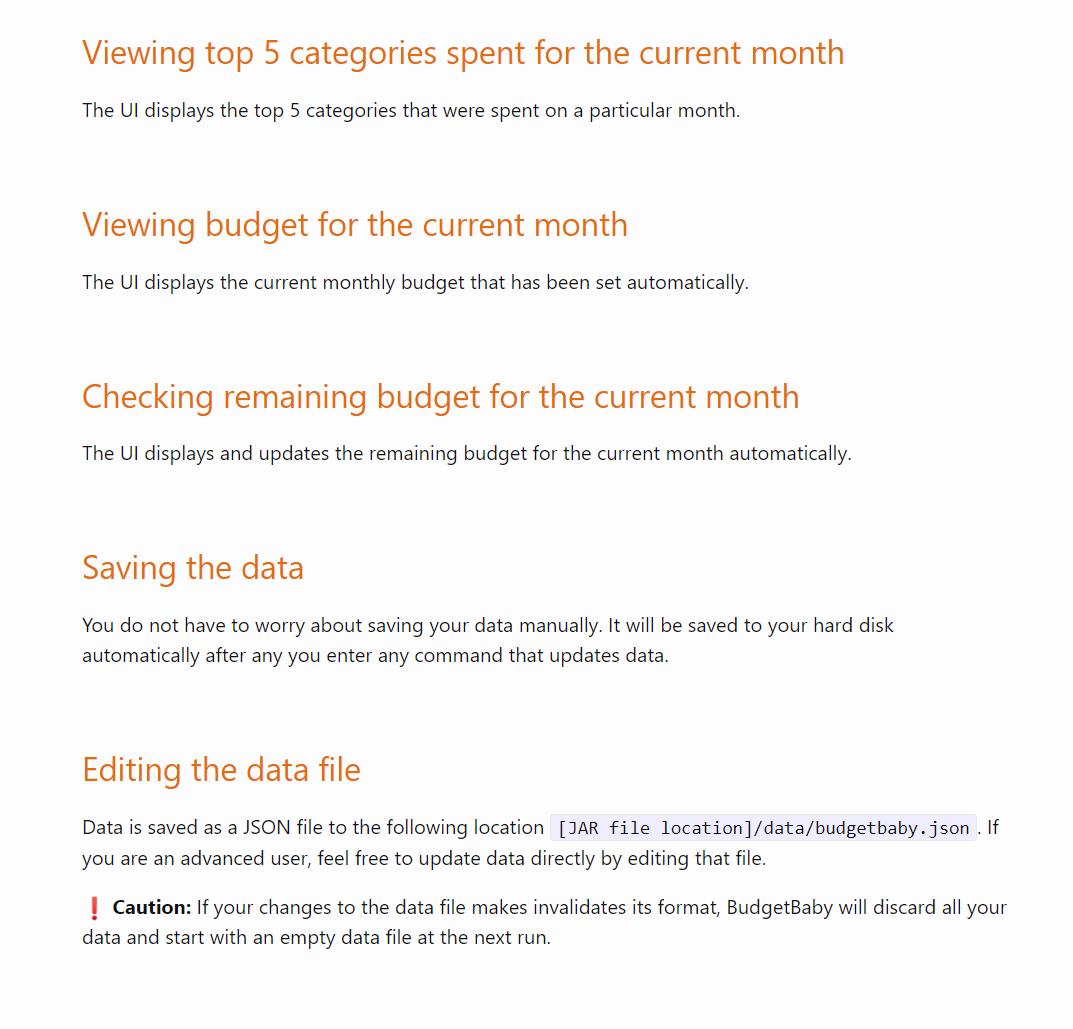 Viewing top 5 categories spent for the current month
The UI displays the top 5 categories that were spent on a particular month.
Viewing budget for the current month
The UI displays the current monthly budget that has been set automatically.
Checking remaining budget for the current month
The UI displays and updates the remaining budget for the current month automatically.
Saving the data
You do not have to worry about saving your data manually. It will be saved to your hard disk
automatically after any you enter any command that updates data.
Editing the data file
Data is saved as a JSON file to the following location [JAR file location]/data/budgetbaby.json. If
you are an advanced user, feel free to update data directly by editing that file.
❗ Caution: If your changes to the data file makes invalidates its format, BudgetBaby will discard all your
data and start with an empty data file at the next run.